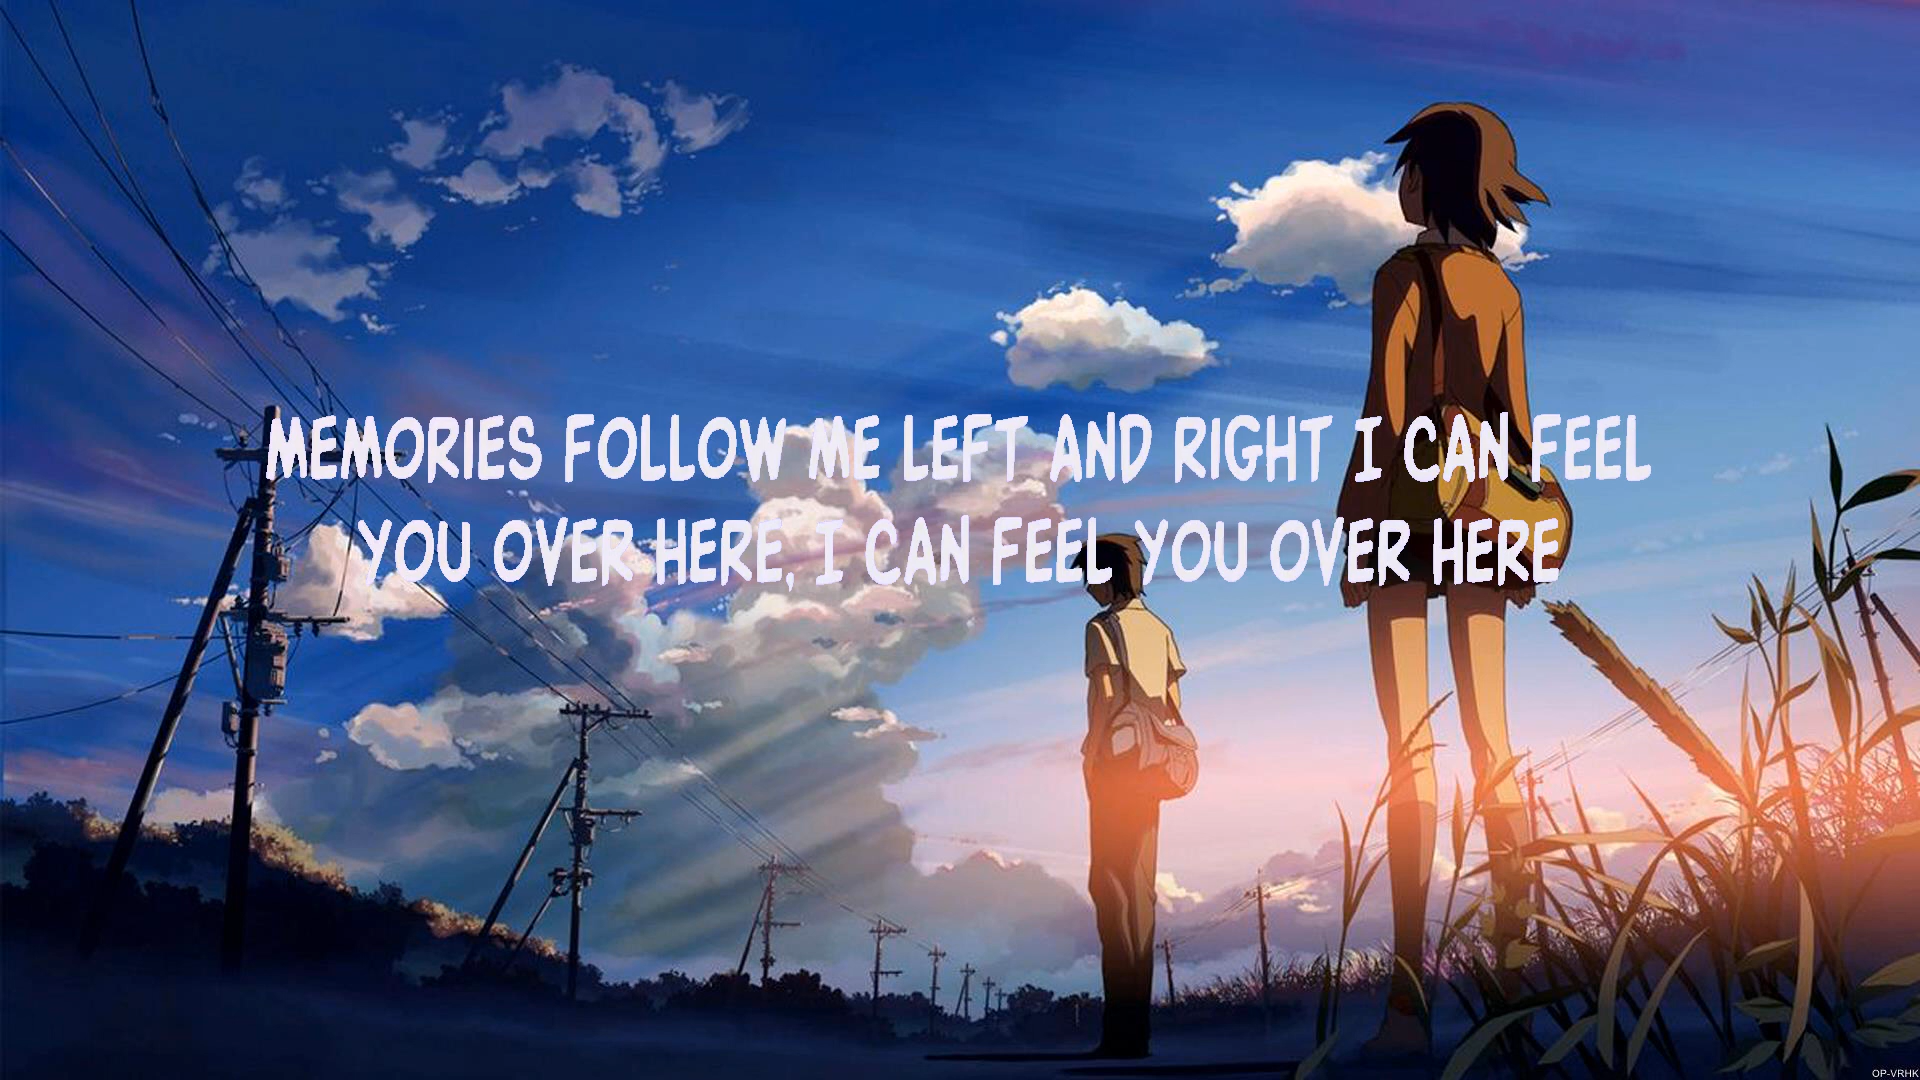 MEMORIES FOLLOW ME LEFT AND RIGHT I CAN FEEL
YOU OVER HERE, I CAN FEEL YOU OVER HERE
OP-VRHK